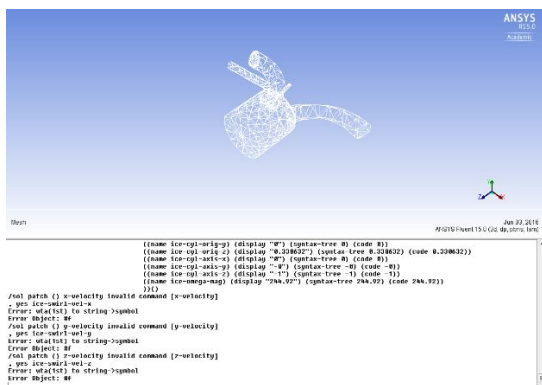 ANSYS
R15.0
Academic
Y
Z
X
Mesh
Jun 03, 2016
ANSYS Fluent 15.0 (3d, dp, pbns, lam)
((name ice-cyl-orig-y) (display "0") (syntax-tree 0) (code 0))
((name ice-cyl-orig-z) (display "0.330632") (syntax-tree 0.330632) (code 0.330632))
((name ice-cyl-axis-x) (display "0") (syntax-tree 0) (code 0))
((name ice-cyl-axis-y) (display "-0") (syntax-tree -0) (code -0))
((name ice-cyl-axis-z) (display "-1") (syntax-tree -1) (code -1))
((name ice-omega-mag) (display "244.92") (syntax-tree 244.92) (code 244.92))
))()
/sol patch () x-velocity invalid command [x-velocity]
, yes ice-swirl-vel-x
Error: wta(1st) to string->symbol
Error Object: #f
/sol patch () y-velocity invalid command [y-velocity]
, yes ice-swirl-vel-y
Error: wta(1st) to string->symbol
Error Object: #f
/sol patch () z-velocity invalid command [z-velocity]
, yes ice-swirl-vel-z
Error: wta(1st) to string->symbol
Error Object: #f